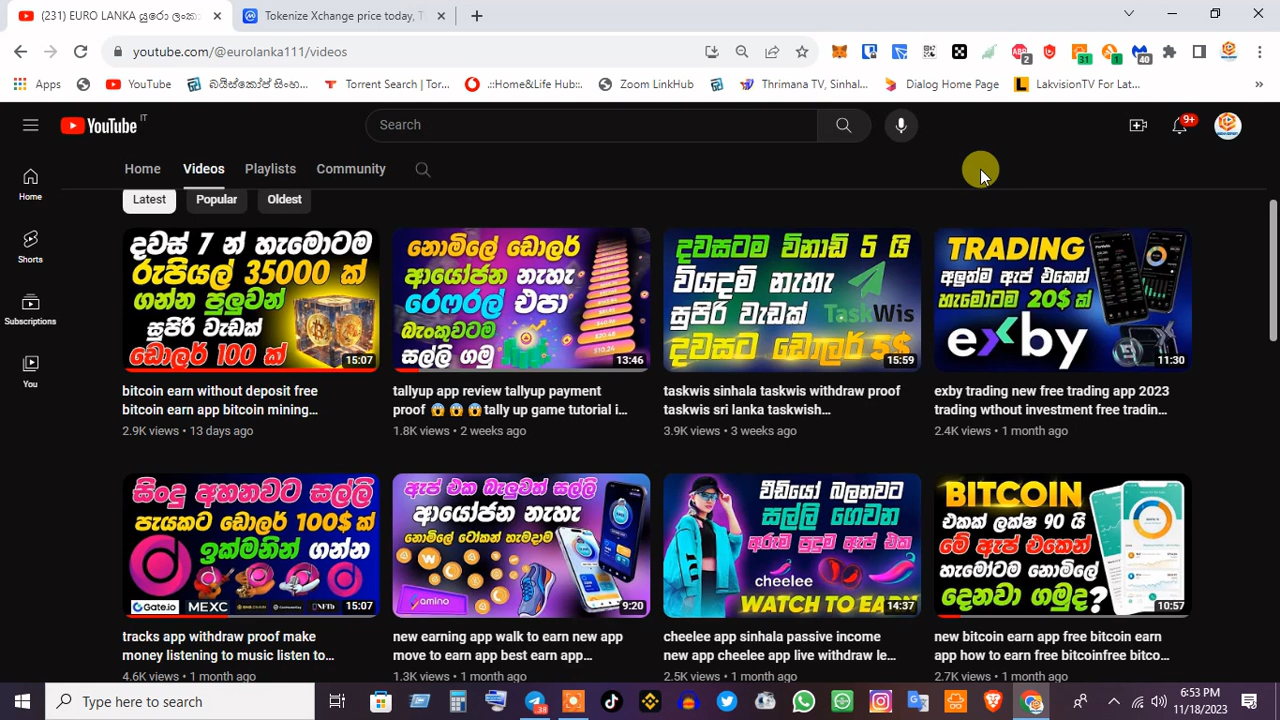 (231) EURO LANKA යුරෝ ලංකා
Tokenize Xchange price today, T
youtube.com/@eurolanka111/videos
2
31
1
40
Apps
YouTube
බයිස්කෝප් සිංහ...
Torrent Search | Tor...
.::Home&Life Hub::.
Zoom LinkHub
Thrimana TV, Sinhal...
Dialog Home Page
LakvisionTV For Lat...
YouTube IT
Search
9+
Home
Videos
Playlists
Community
Home
Shorts
Subscriptions
You
Latest
Popular
Oldest
දවස් 7 න් හැමොටම
රුපියල් 35000 ක්
ගන්න පුලුවන්
සුපිරි වැඩක්
ඩොලර් 100 ක්
15:07
bitcoin earn without deposit free
bitcoin earn app bitcoin mining...
2.9K views • 13 days ago
නොමිලේ ඩොලර්
ආයෝජන නැහැ
රෙෆරල් එපා
බැංකුවටම
සල්ලි ගමු
13:46
tallyup app review tallyup payment
proof 😱😱😱tally up game tutorial i...
1.8K views • 2 weeks ago
දවසටම විනාඩි 5 යි
වියදම් නැහැ
සුපිරි වැඩක්
TaskWis
දවසට ඩොලර් 5$
15:59
taskwis sinhala taskwis withdraw proof
taskwis sri lanka taskwish...
3.9K views • 3 weeks ago
TRADING
අලුත්ම ඇප් එකෙන්
හැමොටම 20$ ක්
exby
11:30
exby trading new free trading app 2023
trading wthout investment free tradin...
2.4K views • 1 month ago
සිංදු අහනවට සල්ලි
පැයකට ඩොලර් 100$ ක්
ඉක්මනින් ගන්න
Gate.io
MEXC
15:07
tracks app withdraw proof make
money listening to music listen to...
4.6K views • 1 month ago
ඇප් එක බැලුවත් සල්ලි
ආයෝජන නැහැ
නොමිලේ ටෝකන් හැමදාම
amino
9:20
new earning app walk to earn new app
move to earn app best earn app...
1.3K views • 1 month ago
වීඩියෝ බලනවට
සල්ලි ගෙවන
අරුම පුදුම ඇප් එක
cheelee
WATCH TO EARN
14:37
cheelee app sinhala passive income
new app cheelee app live withdraw le...
2.5K views • 1 month ago
BITCOIN
එකක් ලක්ෂ 90 යි
මේ ඇප් එකෙන්
හැමෝටම නොමිලේ
දෙනවා ගමුද?
10:57
new bitcoin earn app free bitcoin earn
app how to earn free bitcoinfree bitco...
2.7K views • 1 month ago
Type here to search
6:53 PM
11/18/2023